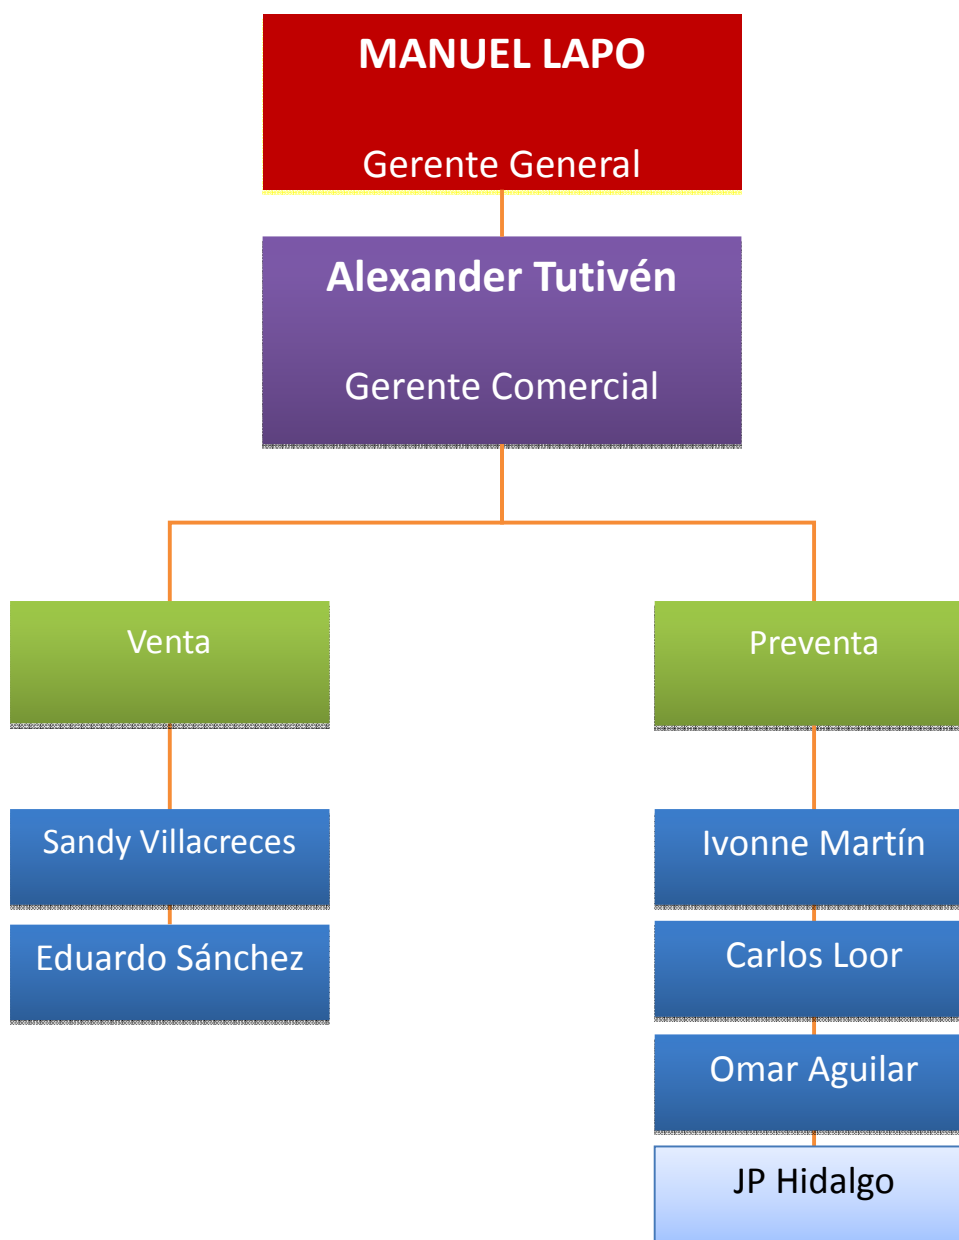 MANUEL LAPO
Gerente General
Alexander Tutivén
Gerente Comercial
Venta
Preventa
Sandy Villacreces
Eduardo Sánchez
Ivonne Martín
Carlos Loor
Omar Aguilar
JP Hidalgo